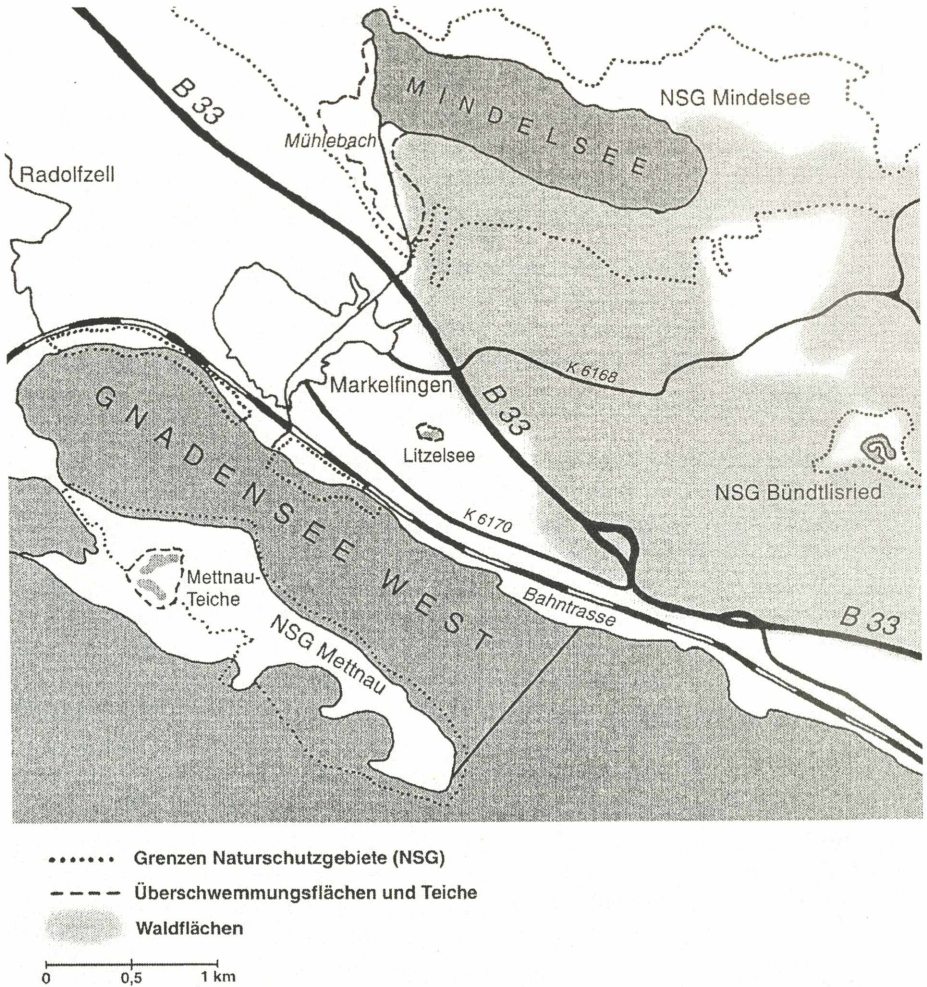 B 33
MINDELSEE
NSG Mindelsee
Mühlebach
Radolfzell
K 6168
Markelfingen
B 33
GNADENSEE WEST
Litzelsee
NSG Bündtlisried
K 6170
Mettnau-
Teiche
Bahntrasse
B 33
NSG Mettnau
Grenzen Naturschutzgebiete (NSG)
Überschwemmungsflächen und Teiche
Waldflächen
0 0,5 1 km